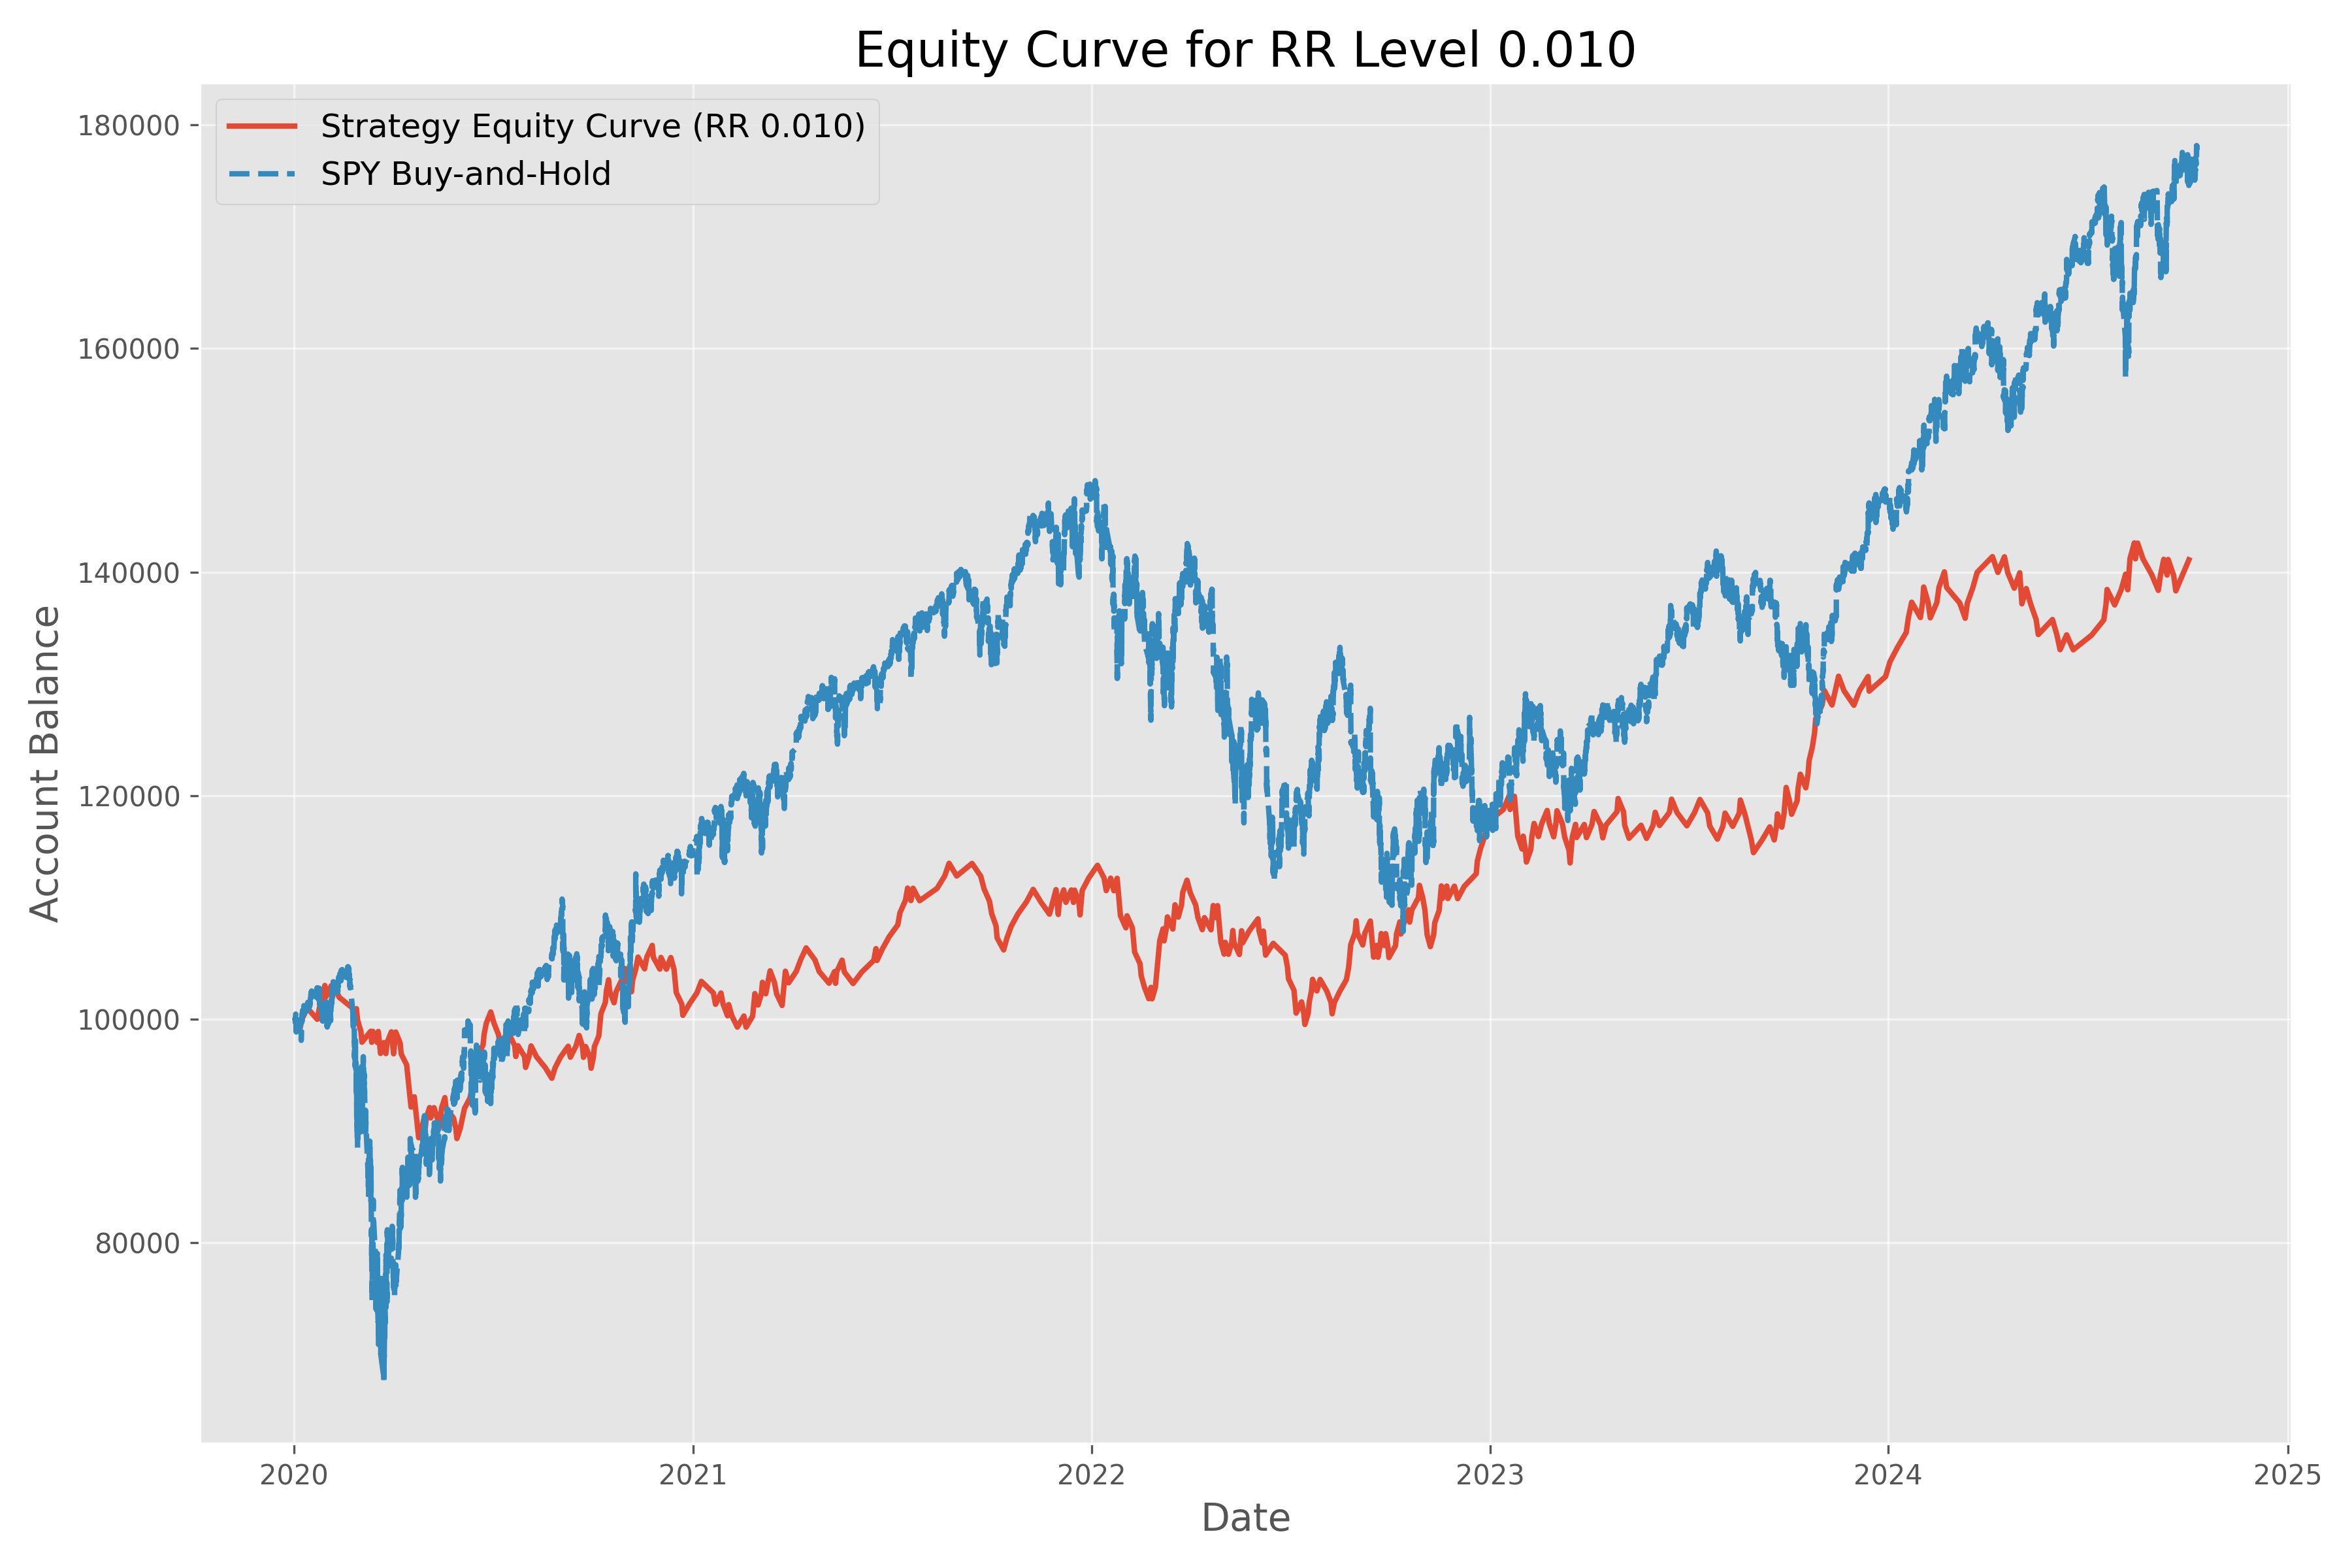 Equity Curve for RR Level 0.010
Strategy Equity Curve (RR 0.010)
SPY Buy-and-Hold
Account Balance
180000
160000
140000
120000
100000
80000
2020
2021
2022
2023
2024
2025
Date